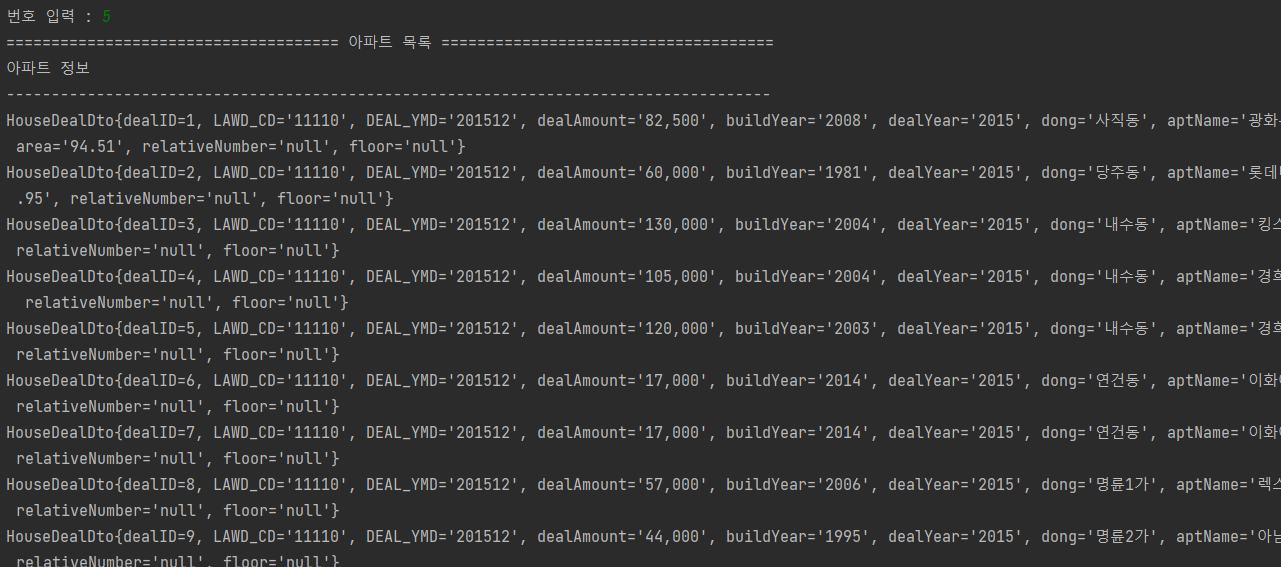 번호 입력 : 5
===================================== 아파트 목록 =====================================
아파트 정보
-------------------------------------------------------------------------------------
HouseDealDto{dealID=1, LAWD_CD='11110', DEAL_YMD='201512', dealAmount='82,500', buildYear='2008', dealYear='2015', dong='사직동', aptName='광화
area='94.51', relativeNumber='null', floor='null'}
HouseDealDto{dealID=2, LAWD_CD='11110', DEAL_YMD='201512', dealAmount='60,000', buildYear='1981', dealYear='2015', dong='당주동', aptName='롯데
.95', relativeNumber='null', floor='null'}
HouseDealDto{dealID=3, LAWD_CD='11110', DEAL_YMD='201512', dealAmount='130,000', buildYear='2004', dealYear='2015', dong='내수동', aptName='킹스
relativeNumber='null', floor='null'}
HouseDealDto{dealID=4, LAWD_CD='11110', DEAL_YMD='201512', dealAmount='105,000', buildYear='2004', dealYear='2015', dong='내수동', aptName='경희
relativeNumber='null', floor='null'}
HouseDealDto{dealID=5, LAWD_CD='11110', DEAL_YMD='201512', dealAmount='120,000', buildYear='2003', dealYear='2015', dong='내수동', aptName='경희
relativeNumber='null', floor='null'}
HouseDealDto{dealID=6, LAWD_CD='11110', DEAL_YMD='201512', dealAmount='17,000', buildYear='2014', dealYear='2015', dong='연건동', aptName='이화
relativeNumber='null', floor='null'}
HouseDealDto{dealID=7, LAWD_CD='11110', DEAL_YMD='201512', dealAmount='17,000', buildYear='2014', dealYear='2015', dong='연건동', aptName='이화
relativeNumber='null', floor='null'}
HouseDealDto{dealID=8, LAWD_CD='11110', DEAL_YMD='201512', dealAmount='57,000', buildYear='2006', dealYear='2015', dong='명륜1가', aptName='렉스
relativeNumber='null', floor='null'}
HouseDealDto{dealID=9, LAWD_CD='11110', DEAL_YMD='201512', dealAmount='44,000', buildYear='1995', dealYear='2015', dong='명륜2가', aptName='아남
relativeNumber='null', floor='null'}